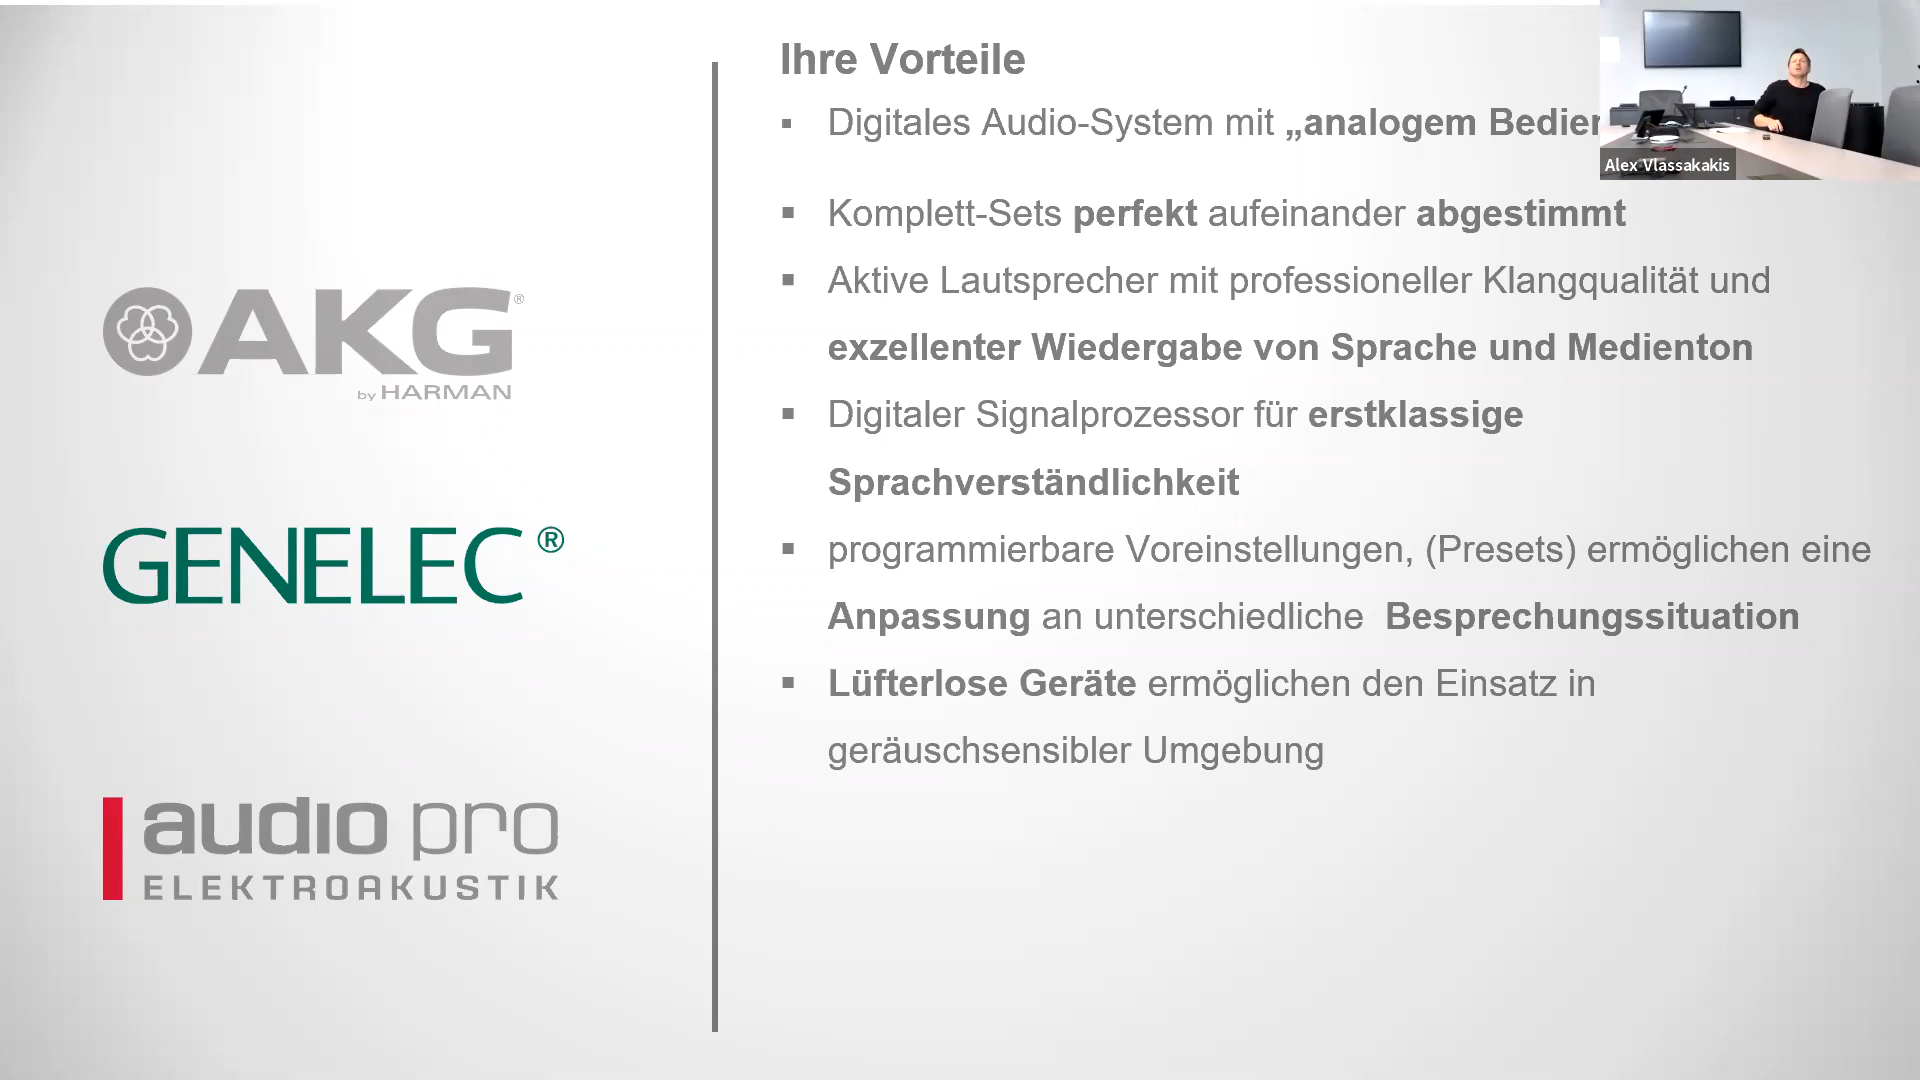 Ihre Vorteile
▪ Digitales Audio-System mit „analogem
Alex Vlassakakis
▪ Komplett-Sets perfekt aufeinander abgestimmt
▪ Aktive Lautsprecher mit professioneller Klangqualität und
exzellenter Wiedergabe von Sprache und Medienton
▪ Digitaler Signalprozessor für erstklassige
Sprachverständlichkeit
▪ programmierbare Voreinstellungen, (Presets) ermöglichen eine
Anpassung an unterschiedliche Besprechungssituation
▪ Lüfterlose Geräte ermöglichen den Einsatz in
geräuschsensibler Umgebung
AKG®
by HARMAN
GENELEC®
audio pro
ELEKTROAKUSTIK